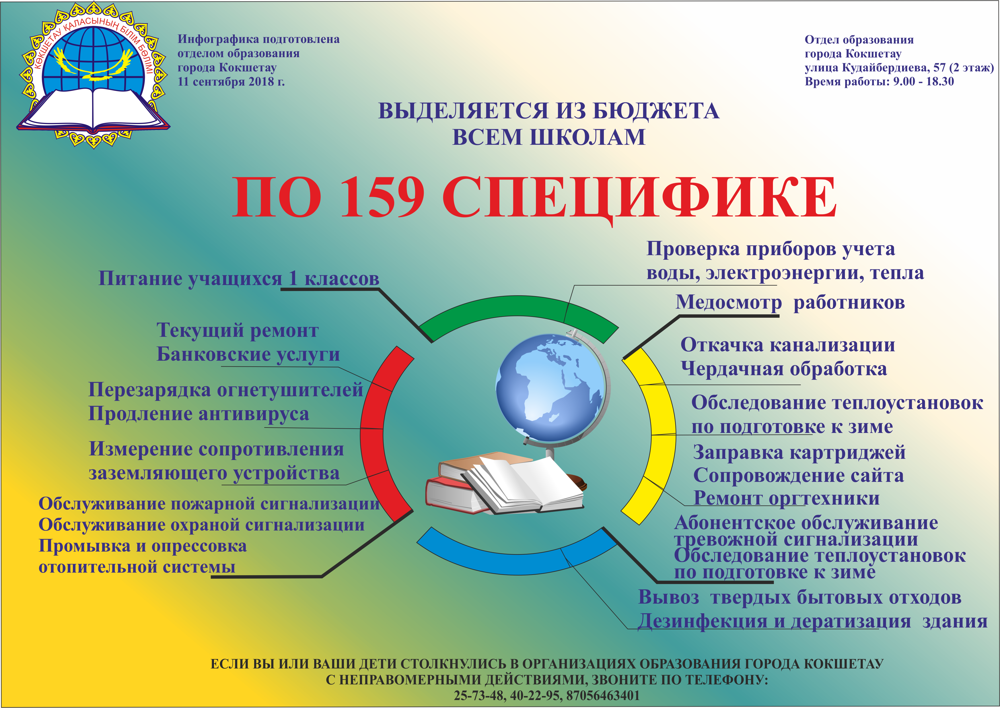 КӨКШЕТАУ ҚАЛАСЫНЫҢ БІЛІМ БӨЛІМІ
Инфографика подготовлена
отделом образования
города Кокшетау
11 сентября 2018 г.
Отдел образования
города Кокшетау
улица Кудайбердиева, 57 (2 этаж)
Время работы: 9.00 - 18.30
ВЫДЕЛЯЕТСЯ ИЗ БЮДЖЕТА
ВСЕМ ШКОЛАМ
ПО 159 СПЕЦИФИКЕ
Питание учащихся 1 классов
Текущий ремонт
Банковские услуги
Перезарядка огнетушителей
Продление антивируса
Измерение сопротивления
заземляющего устройства
Обслуживание пожарной сигнализации
Обслуживание охраной сигнализации
Промывка и опрессовка
отопительной системы
Проверка приборов учета
воды, электроэнергии, тепла
Медосмотр работников
Откачка канализации
Чердачная обработка
Обследование теплоустановок
по подготовке к зиме
Заправка картриджей
Сопровождение сайта
Ремонт оргтехники
Абонентское обслуживание
тревожной сигнализации
Обследование теплоустановок
по подготовке к зиме
Вывоз твердых бытовых отходов
Дезинфекция и дератизация здания
ЕСЛИ ВЫ ИЛИ ВАШИ ДЕТИ СТОЛКНУЛИСЬ В ОРГАНИЗАЦИЯХ ОБРАЗОВАНИЯ ГОРОДА КОКШЕТАУ
С НЕПРАВОМЕРНЫМИ ДЕЙСТВИЯМИ, ЗВОНИТЕ ПО ТЕЛЕФОНУ:
25-73-48, 40-22-95, 87056463401